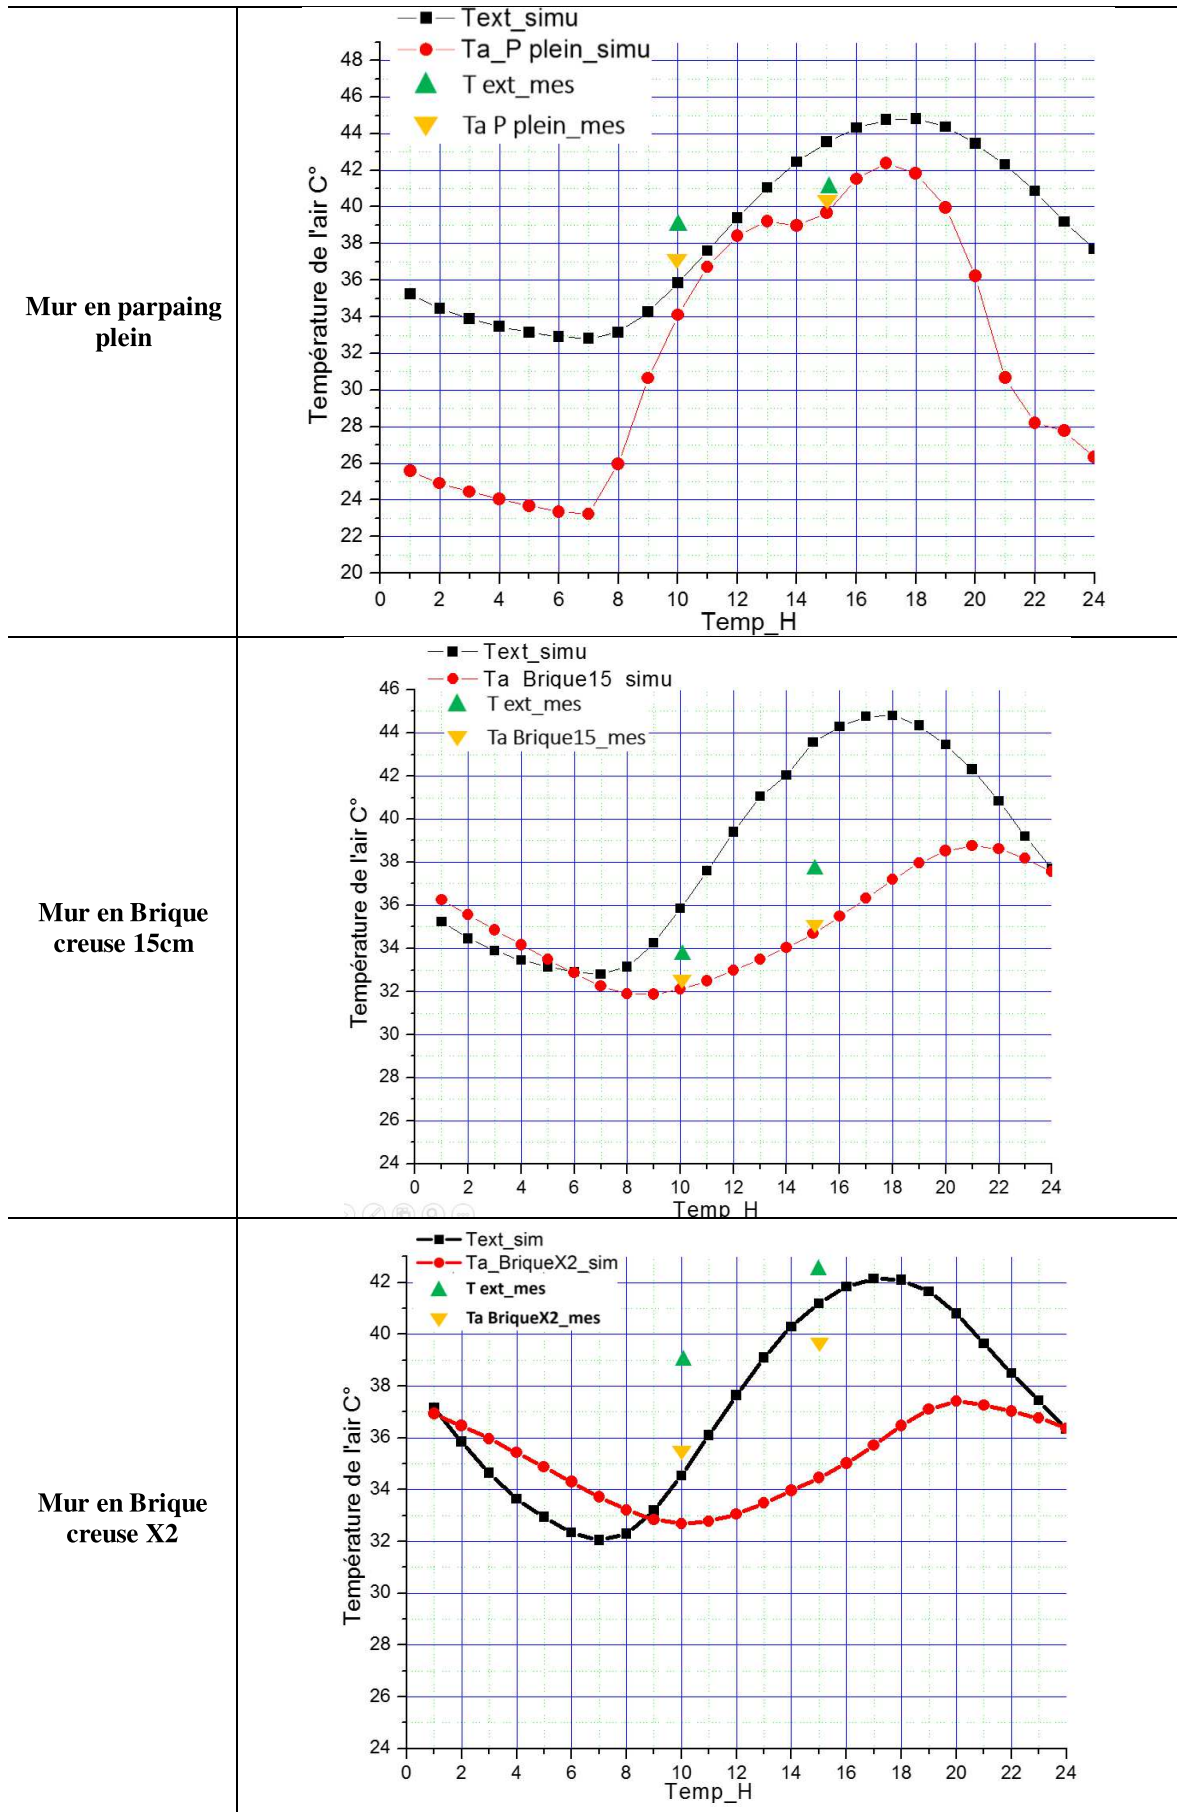 Mur en parpaing
plein
Text_simu
Ta_P plein_simu
T ext_mes
Ta P plein_mes
Température de l'air C°
48
46
44
42
40
38
36
34
32
30
28
26
24
22
20
0 2 4 6 8 10 12 14 16 18 20 22 24
Temp_H
Mur en Brique
creuse 15cm
Text_simu
Ta Brique15 simu
T ext_mes
Ta Brique15_mes
Température de l'air C°
46
44
42
40
38
36
34
32
30
28
26
24
0 2 4 6 8 10 12 14 16 18 20 22 24
Temp H
Mur en Brique
creuse X2
Text_sim
Ta_BriqueX2_sim
T ext_mes
Ta BriqueX2_mes
Température de l'air C°
42
40
38
36
34
32
30
28
26
24
0 2 4 6 8 10 12 14 16 18 20 22 24
Temp_H